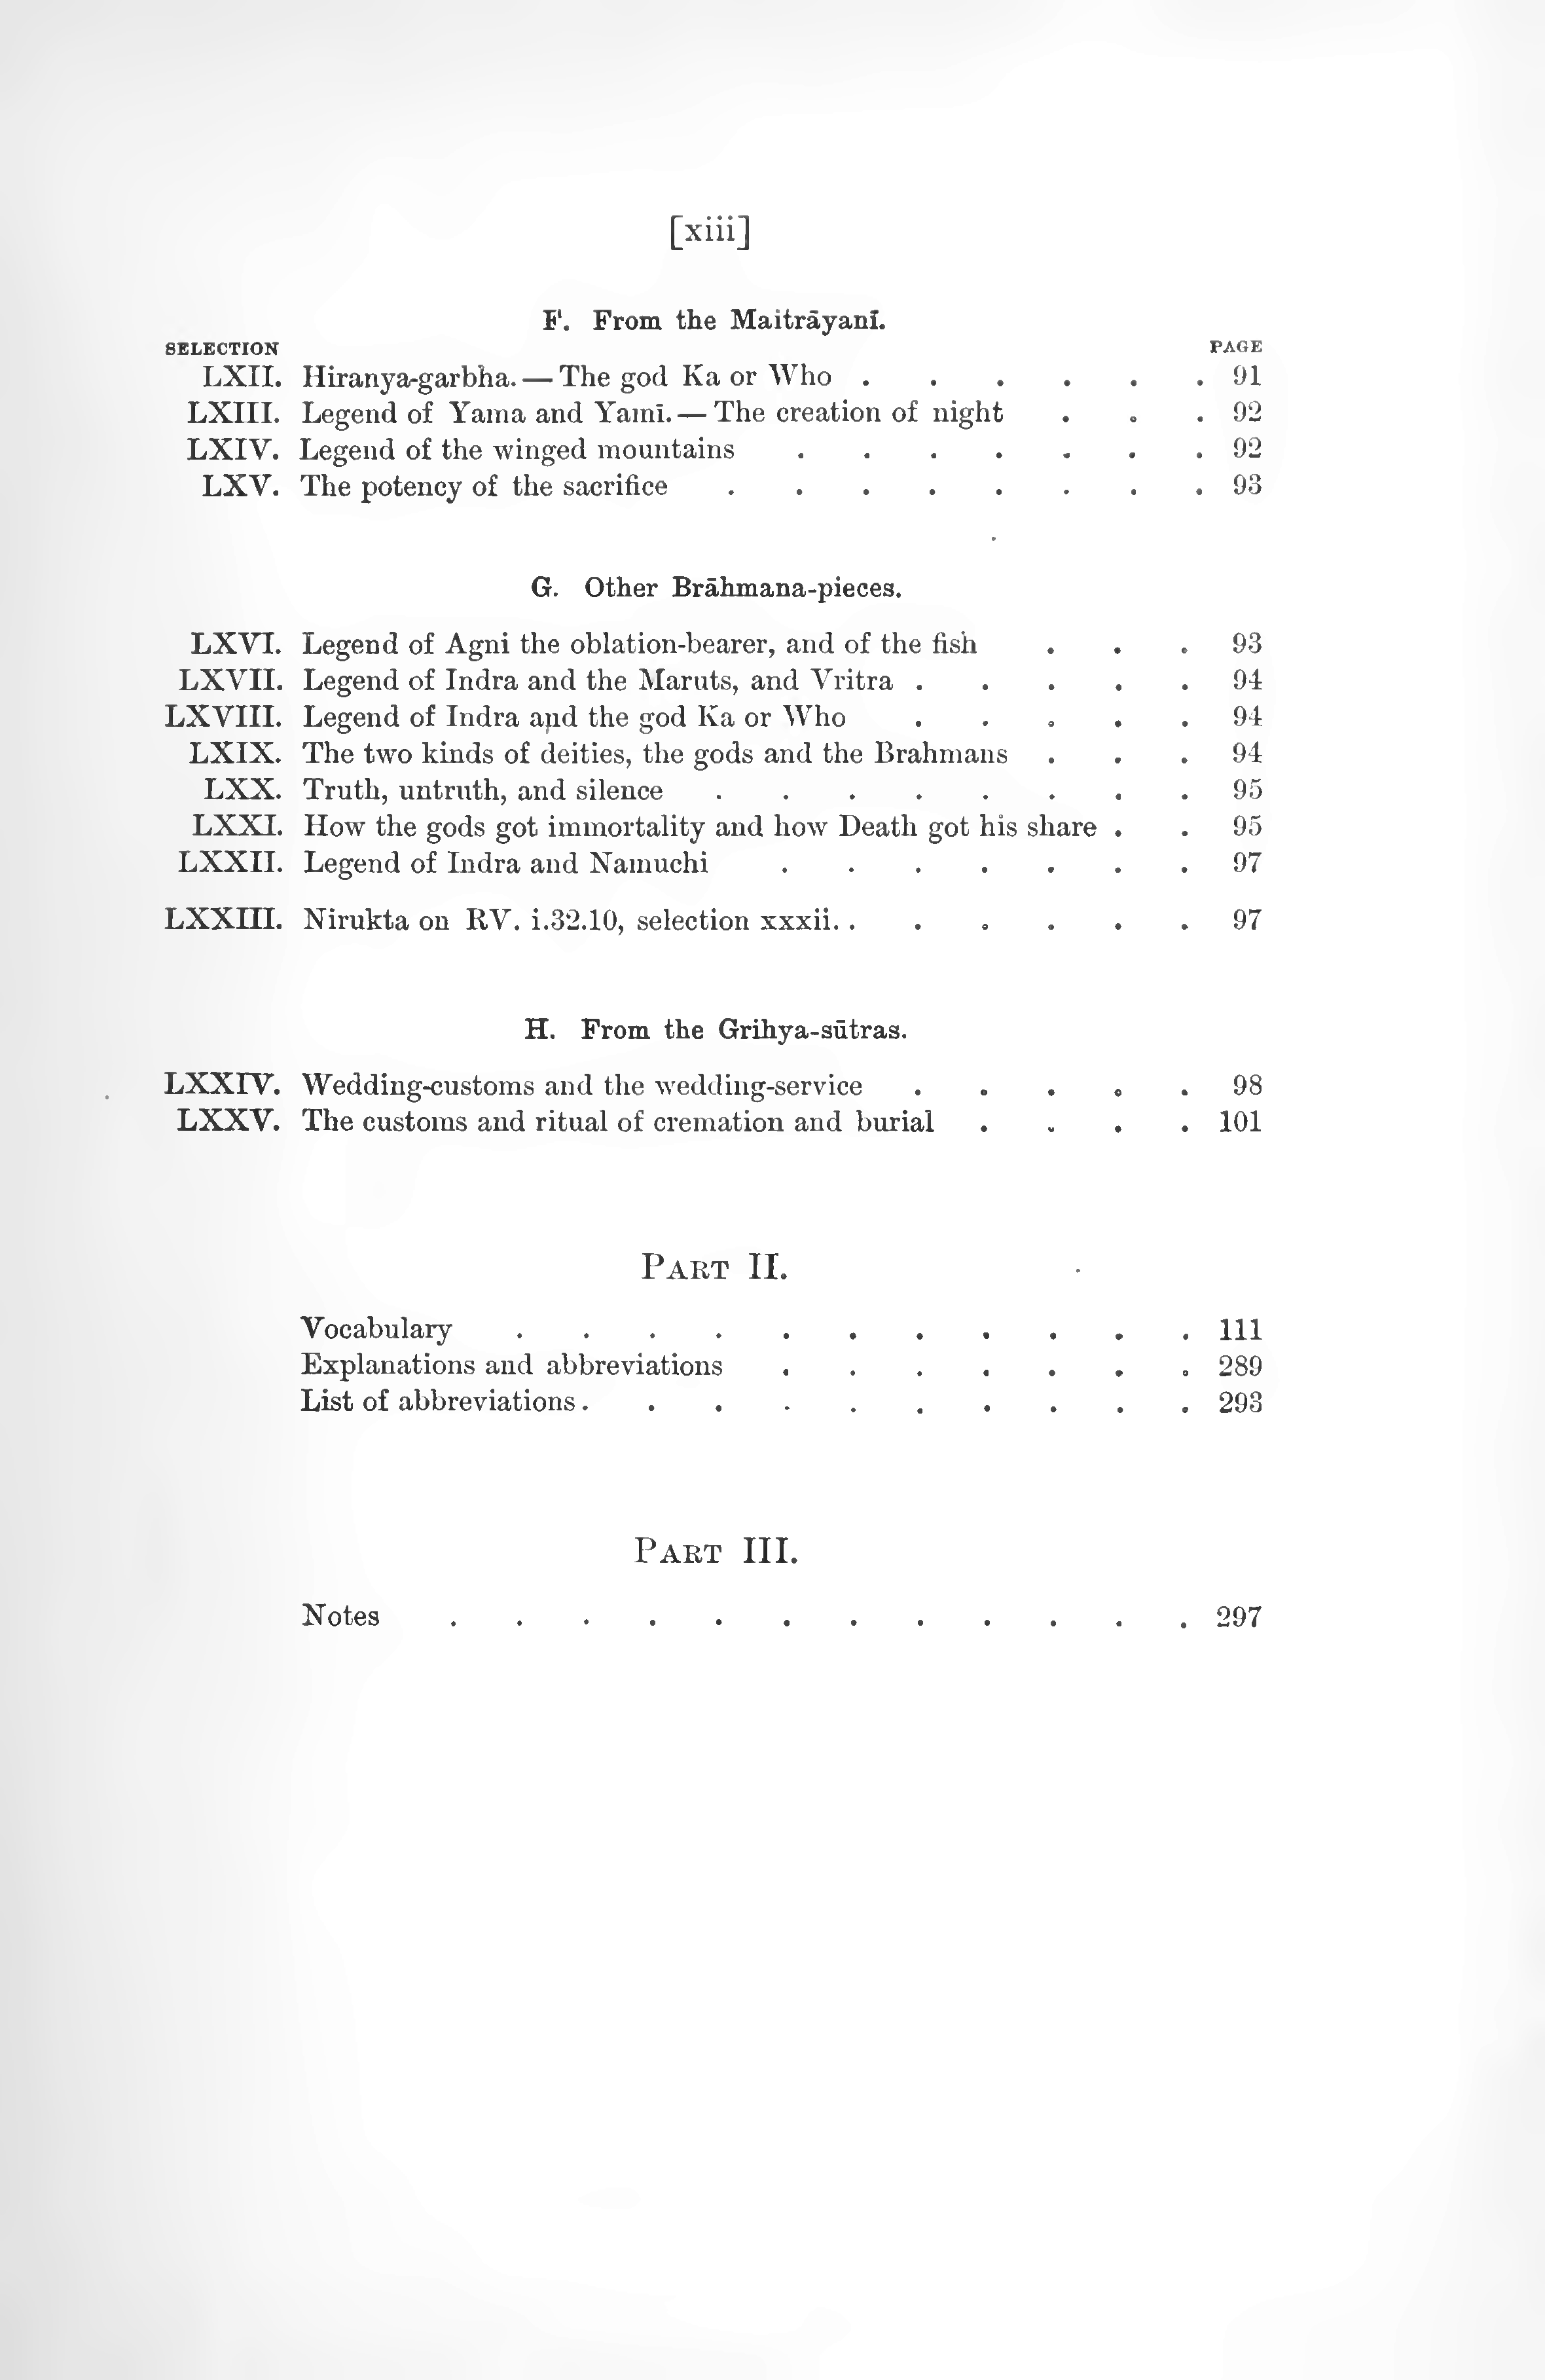 [xiii]
F. From the Maitrāyanī.
SELECTION PAGE
LXII. Hiranya-garbha. — The god Ka or Who . . . . . . 91
LXIII. Legend of Yama and Yamī. — The creation of night . . . 92
LXIV. Legend of the winged mountains . . . . . . . 92
LXV. The potency of the sacrifice . . . . . . . . 93
G. Other Brāhmana-pieces.
LXVI. Legend of Agni the oblation-bearer, and of the fish . . . 93
LXVII. Legend of Indra and the Maruts, and Vritra . . . . . 94
LXVIII. Legend of Indra and the god Ka or Who . . . . . 94
LXIX. The two kinds of deities, the gods and the Brahmans . . . 94
LXX. Truth, untruth, and silence . . . . . . . . 95
LXXI. How the gods got immortality and how Death got his share . . 95
LXXII. Legend of Indra and Namuchi . . . . . . . 97
LXXIII. Nirukta on RV. i.32.10, selection xxxii. . . . . . . 97
H. From the Grihya-sūtras.
LXXIV. Wedding-customs and the wedding-service . . . . . 98
LXXV. The customs and ritual of cremation and burial . . . . 101
PART II.
Vocabulary . . . . . . . . . . . 111
Explanations and abbreviations . . . . . . . 289
List of abbreviations . . . . . . . . . . 293
PART III.
Notes . . . . . . . . . . . . 297